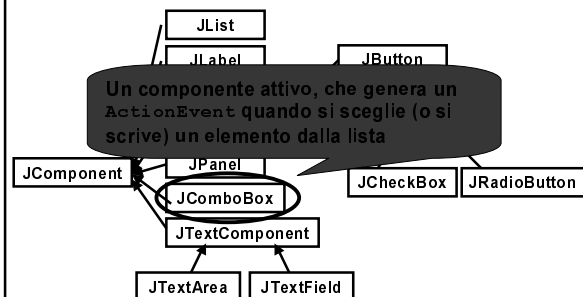 JList
JLabel
JButton
Un componente attivo, che genera un
ActionEvent quando si sceglie (o si
scrive) un elemento dalla lista
JPanel
JComponent
JCheckBox
JRadioButton
JComboBox
JTextComponent
JTextArea
JTextField